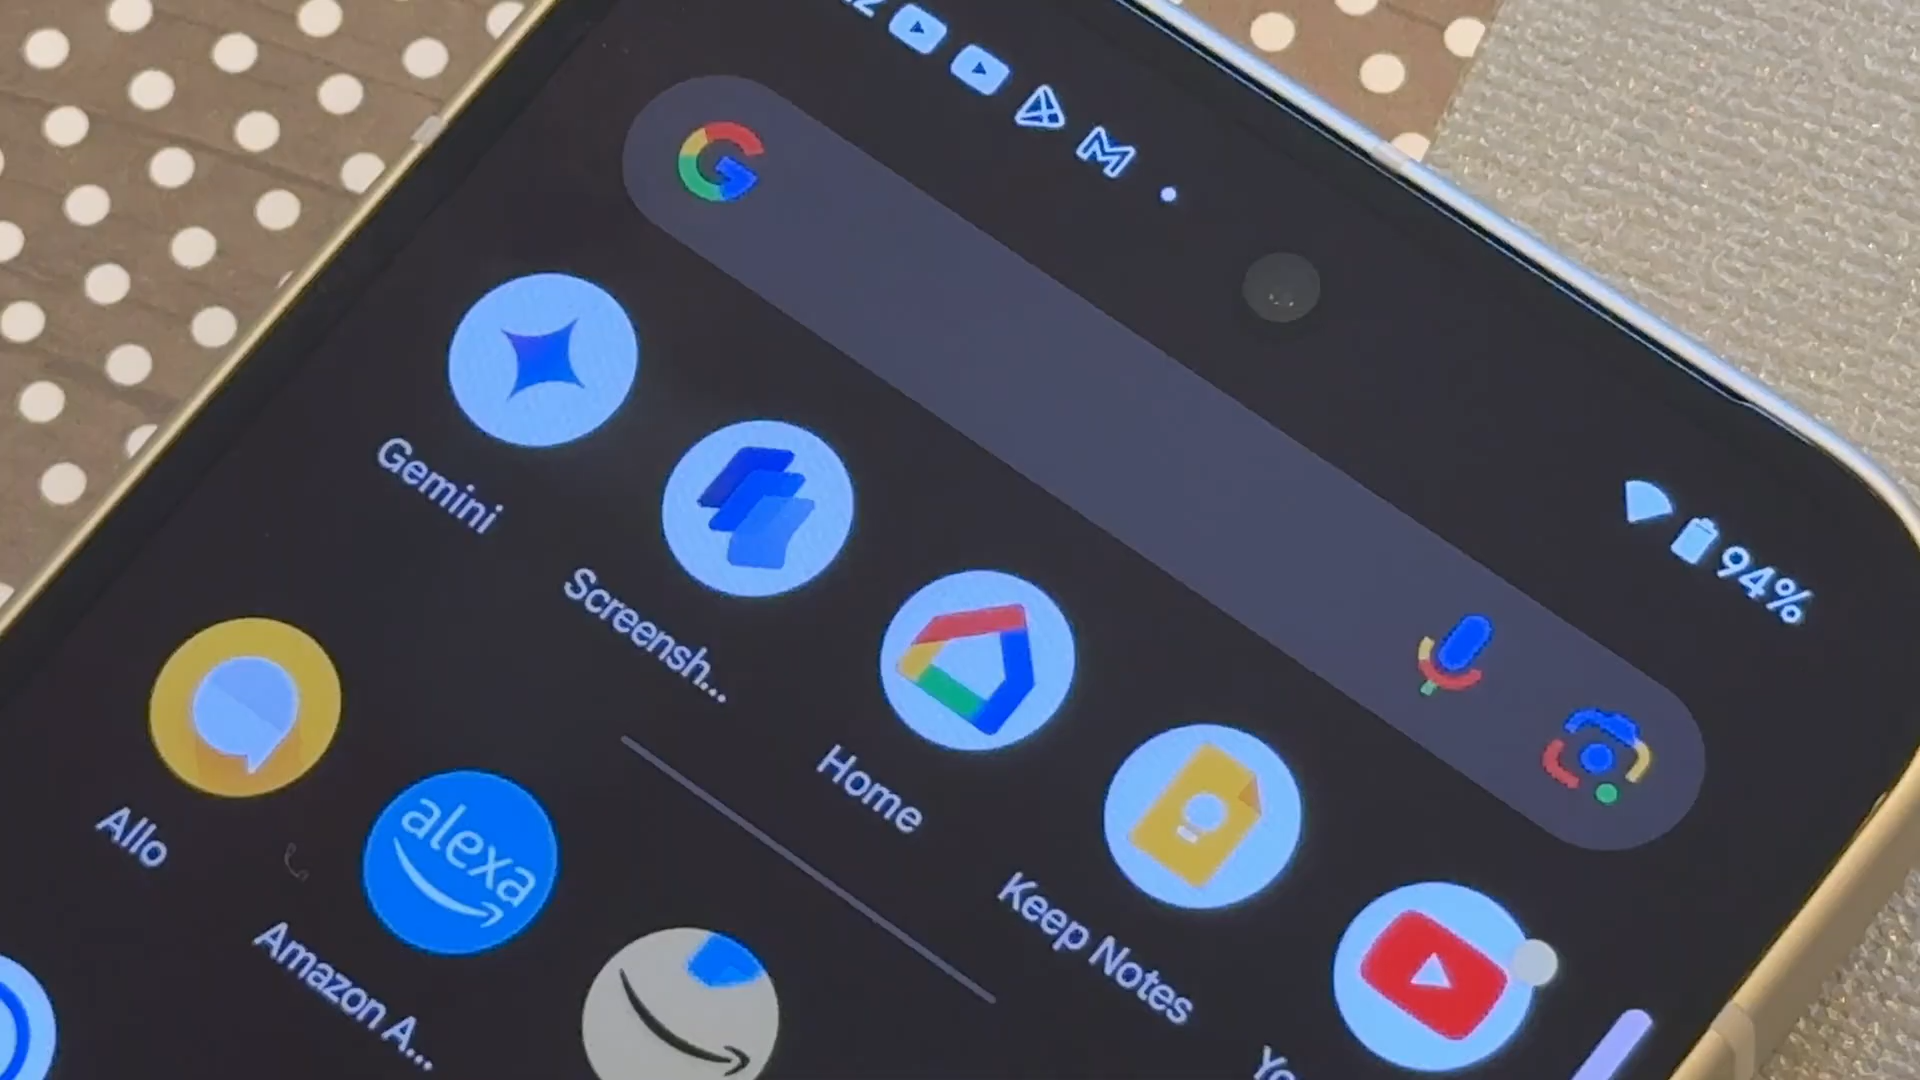 94%
Gemini
Screensh...
Home
Keep Notes
Allo
alexa
Amazon A...